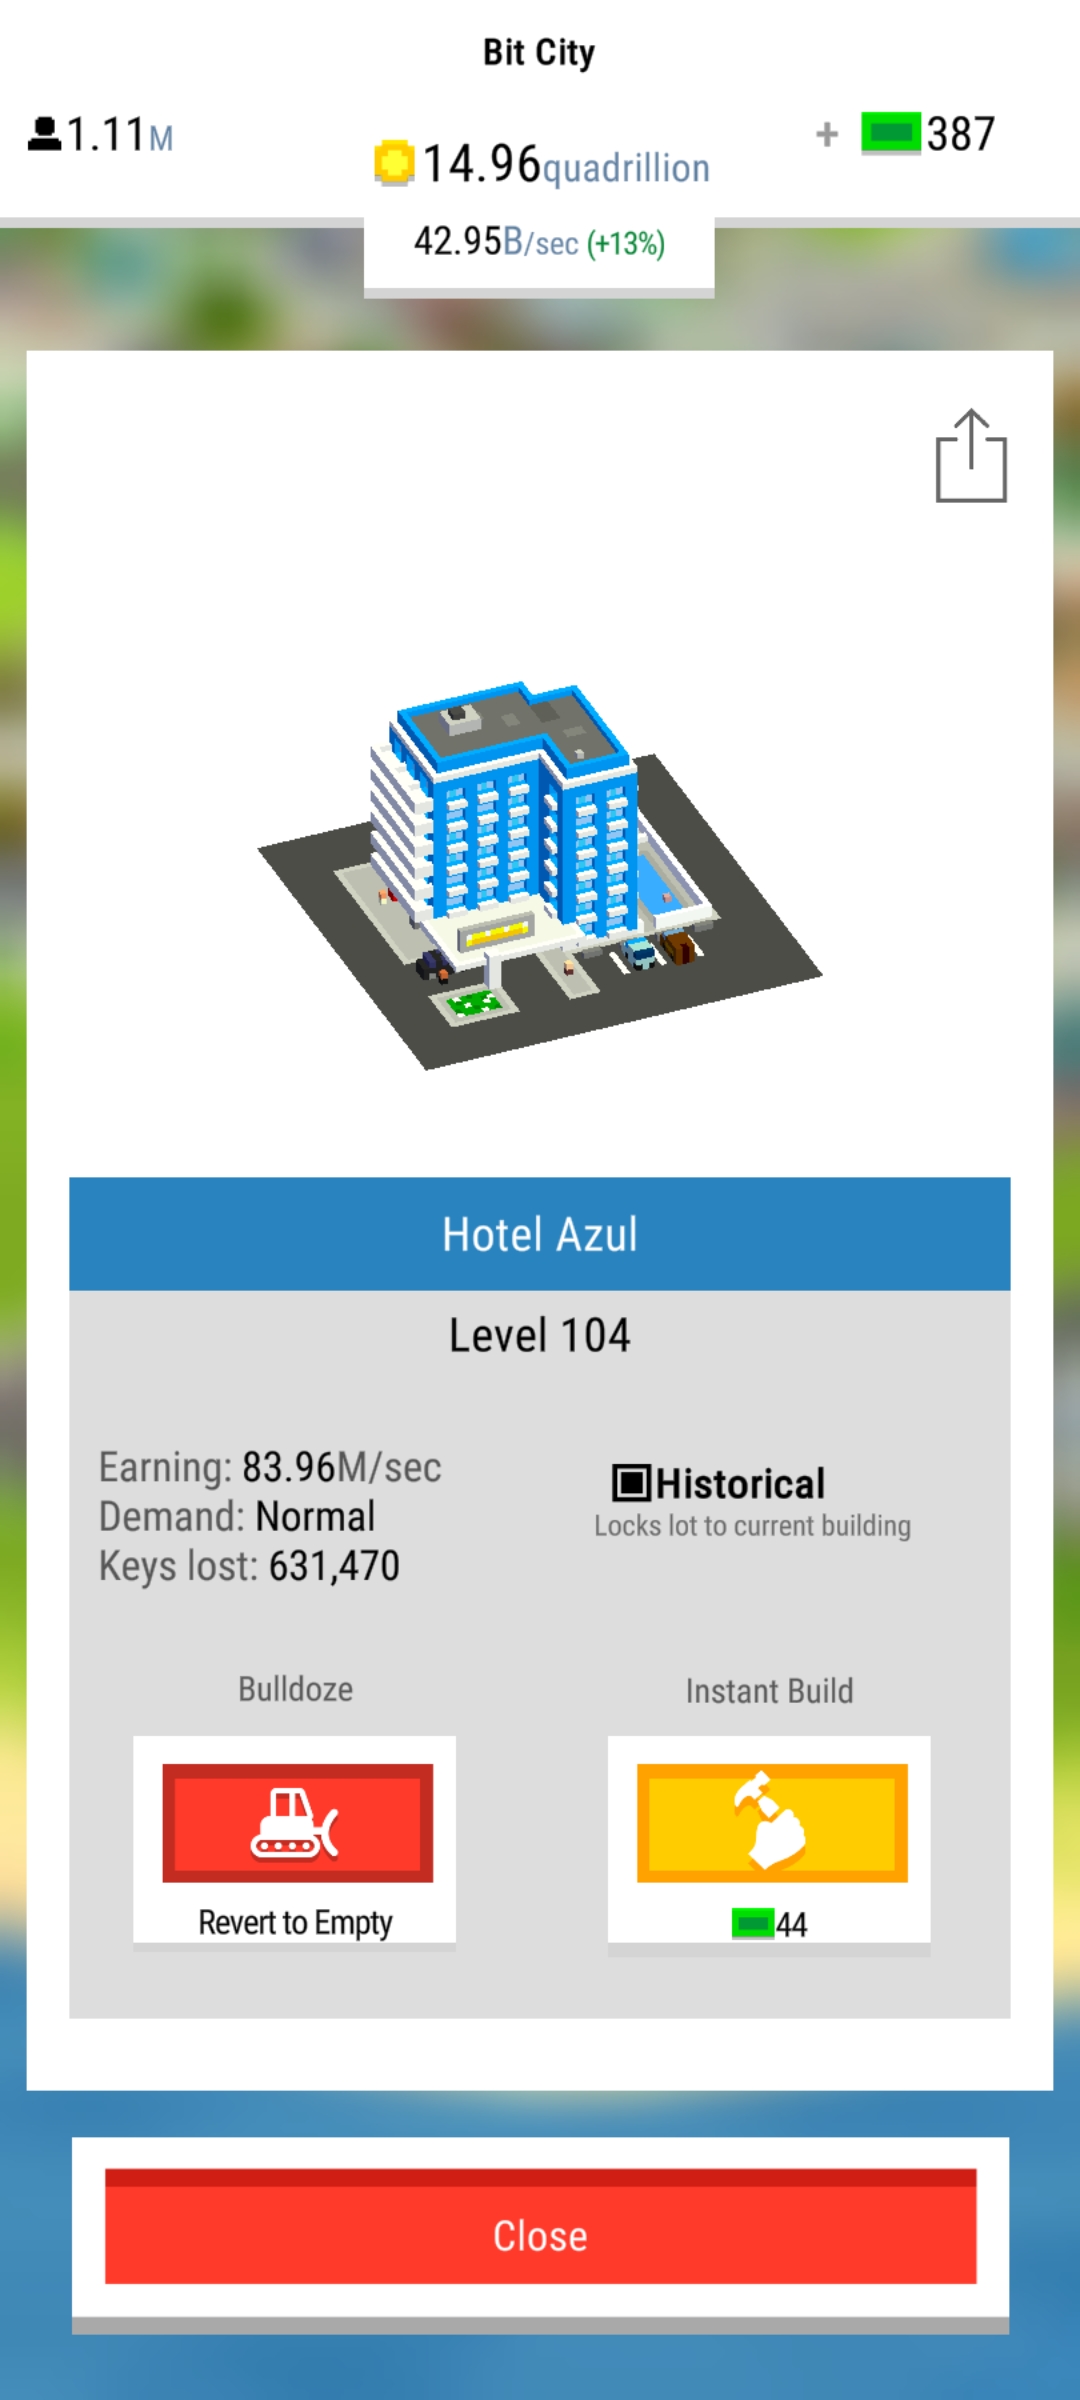 Bit City
1.11M
14.96quadrillion
+ 387
42.95B/sec (+13%)
Hotel Azul
Level 104
Earning: 83.96M/sec
Demand: Normal
Keys lost: 631,470
Historical
Locks lot to current building
Bulldoze
Revert to Empty
Instant Build
44
Close